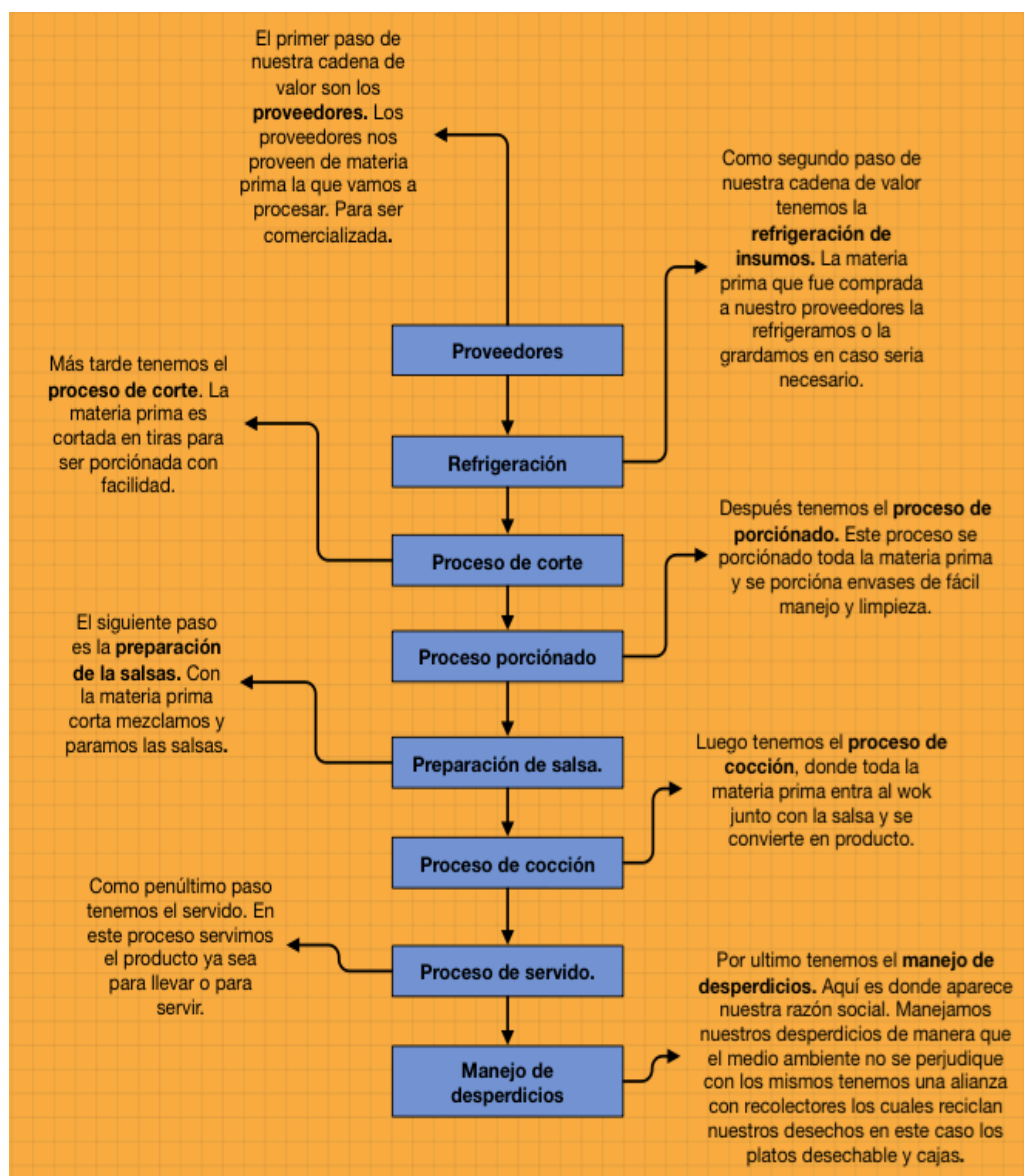 El primer paso de
nuestra cadena de
valor son los
proveedores. Los
proveedores nos
proveen de materia
prima la que vamos a
procesar. Para ser
comercializada.
Como segundo paso de
nuestra cadena de valor
tenemos la
refrigeración de
insumos. La materia
prima que fue comprada
a nuestro proveedores la
refrigeramos o la
grardamos en caso seria
necesario.
Proveedores
Más tarde tenemos el
proceso de corte. La
materia prima es
cortada en tiras para
ser porciónada con
facilidad.
Refrigeración
Después tenemos el proceso de
porciónado. Este proceso se
porciónado toda la materia prima
y se porcióna envases de fácil
manejo y limpieza.
Proceso de corte
El siguiente paso
es la preparación
de la salsas. Con
la materia prima
corta mezclamos y
paramos las salsas.
Proceso porciónado
Preparación de salsa.
Luego tenemos el proceso de
cocción, donde toda la
materia prima entra al wok
junto con la salsa y se
convierte en producto.
Proceso de cocción
Como penúltimo paso
tenemos el servido. En
este proceso servimos
el producto ya sea
para llevar o para
servir.
Proceso de servido.
Por ultimo tenemos el manejo de
desperdicios. Aquí es donde aparece
nuestra razón social. Manejamos
nuestros desperdicios de manera que
el medio ambiente no se perjudique
con los mismos tenemos una alianza
con recolectores los cuales reciclan
nuestros desechos en este caso los
platos desechable y cajas.
Manejo de
desperdicios